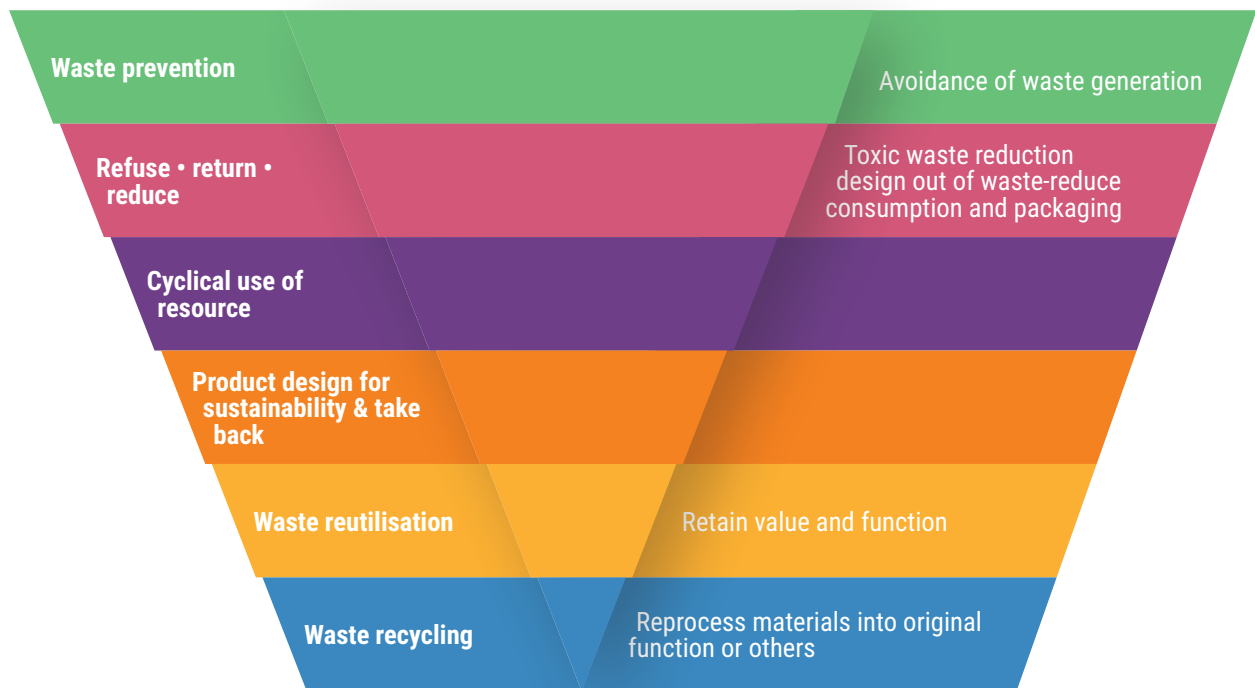 Waste prevention
Avoidance of waste generation
Refuse • return •
reduce
Toxic waste reduction
design out of waste-reduce
consumption and packaging
Cyclical use of
resource
Product design for
sustainability & take
back
Waste reutilisation
Retain value and function
Waste recycling
Reprocess materials into original
function or others